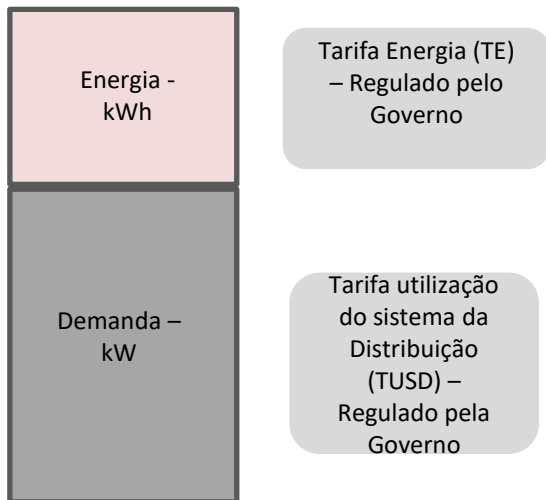 Energia -
kWh
Tarifa Energia (TE)
– Regulado pelo
Governo
Demanda –
kW
Tarifa utilização
do sistema da
Distribuição
(TUSD) –
Regulado pela
Governo